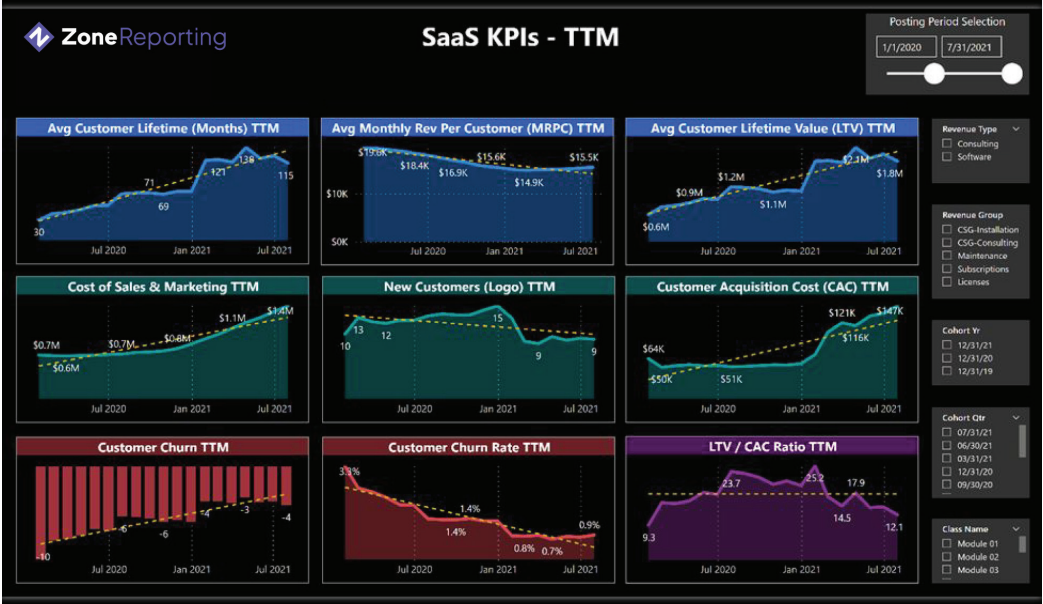 ZoneReporting
SaaS KPIs - TTM
Posting Period Selection
1/1/2020 7/31/2021
Avg Customer Lifetime (Months) TTM
30 71 69 121 136 115
Jul 2020 Jan 2021 Jul 2021
Avg Monthly Rev Per Customer (MRPC) TTM
$10K
$0K
$19.8K $18.4K $16.9K $15.6K $14.9K $15.5K
Jul 2020 Jan 2021 Jul 2021
Avg Customer Lifetime Value (LTV) TTM
$0.6M $0.9M $1.2M $1.1M $2.1M $1.8M
Jul 2020 Jan 2021 Jul 2021
Cost of Sales & Marketing TTM
$0.7M $0.6M $0.7M $0.8M $1.1M $1.4M
Jul 2020 Jan 2021 Jul 2021
New Customers (Logo) TTM
10 13 12 15 9 9
Jul 2020 Jan 2021 Jul 2021
Customer Acquisition Cost (CAC) TTM
$64K $50K $51K $121K $116K $147K
Jul 2020 Jan 2021 Jul 2021
Customer Churn TTM
-10 -6 -6 -4 -3 -4
Jul 2020 Jan 2021 Jul 2021
Customer Churn Rate TTM
3.3% 1.4% 1.4% 0.8% 0.7% 0.9%
Jul 2020 Jan 2021 Jul 2021
LTV / CAC Ratio TTM
9.3 23.7 25.2 14.5 17.9 12.1
Jul 2020 Jan 2021 Jul 2021
Revenue Type
Consulting
Software
Revenue Group
CSG-Installation
CSG-Consulting
Maintenance
Subscriptions
Licenses
Cohort Yr
12/31/21
12/31/20
12/31/19
Cohort Qtr
07/31/21
06/30/21
03/31/21
12/31/20
09/30/20
Class Name
Module 01
Module 02
Module 03